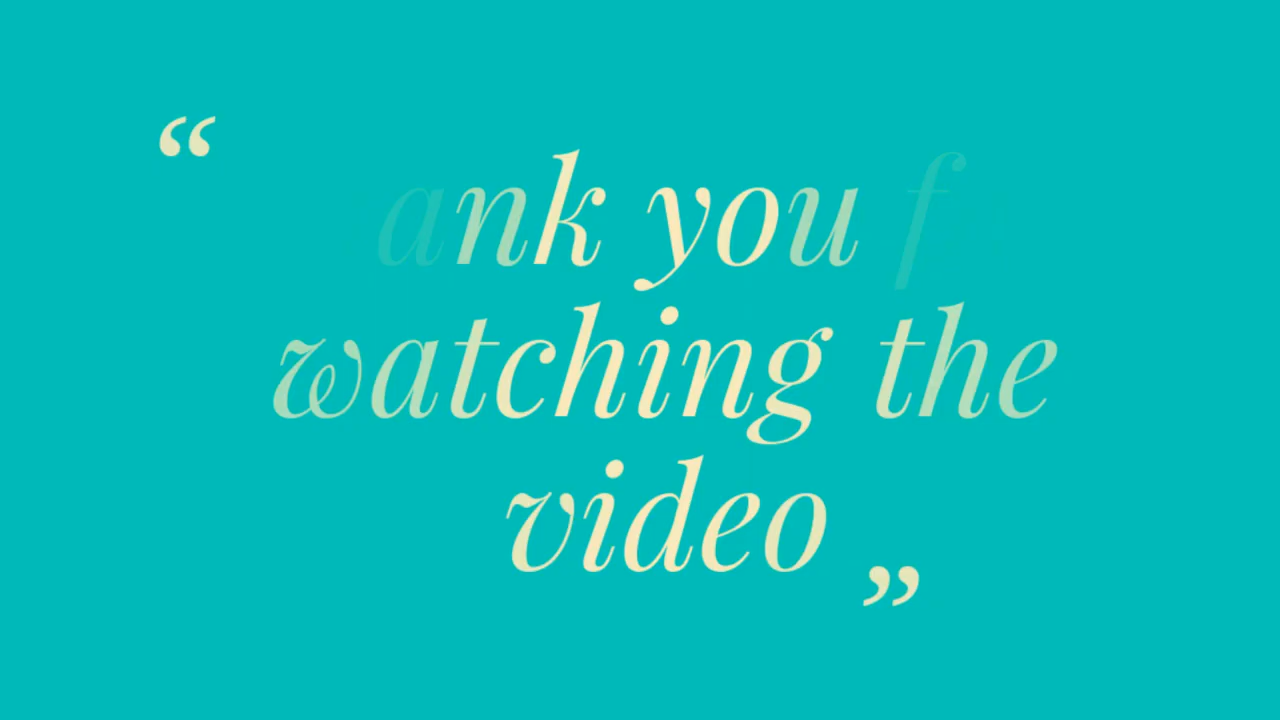 “
ank you f
watching the
video
”